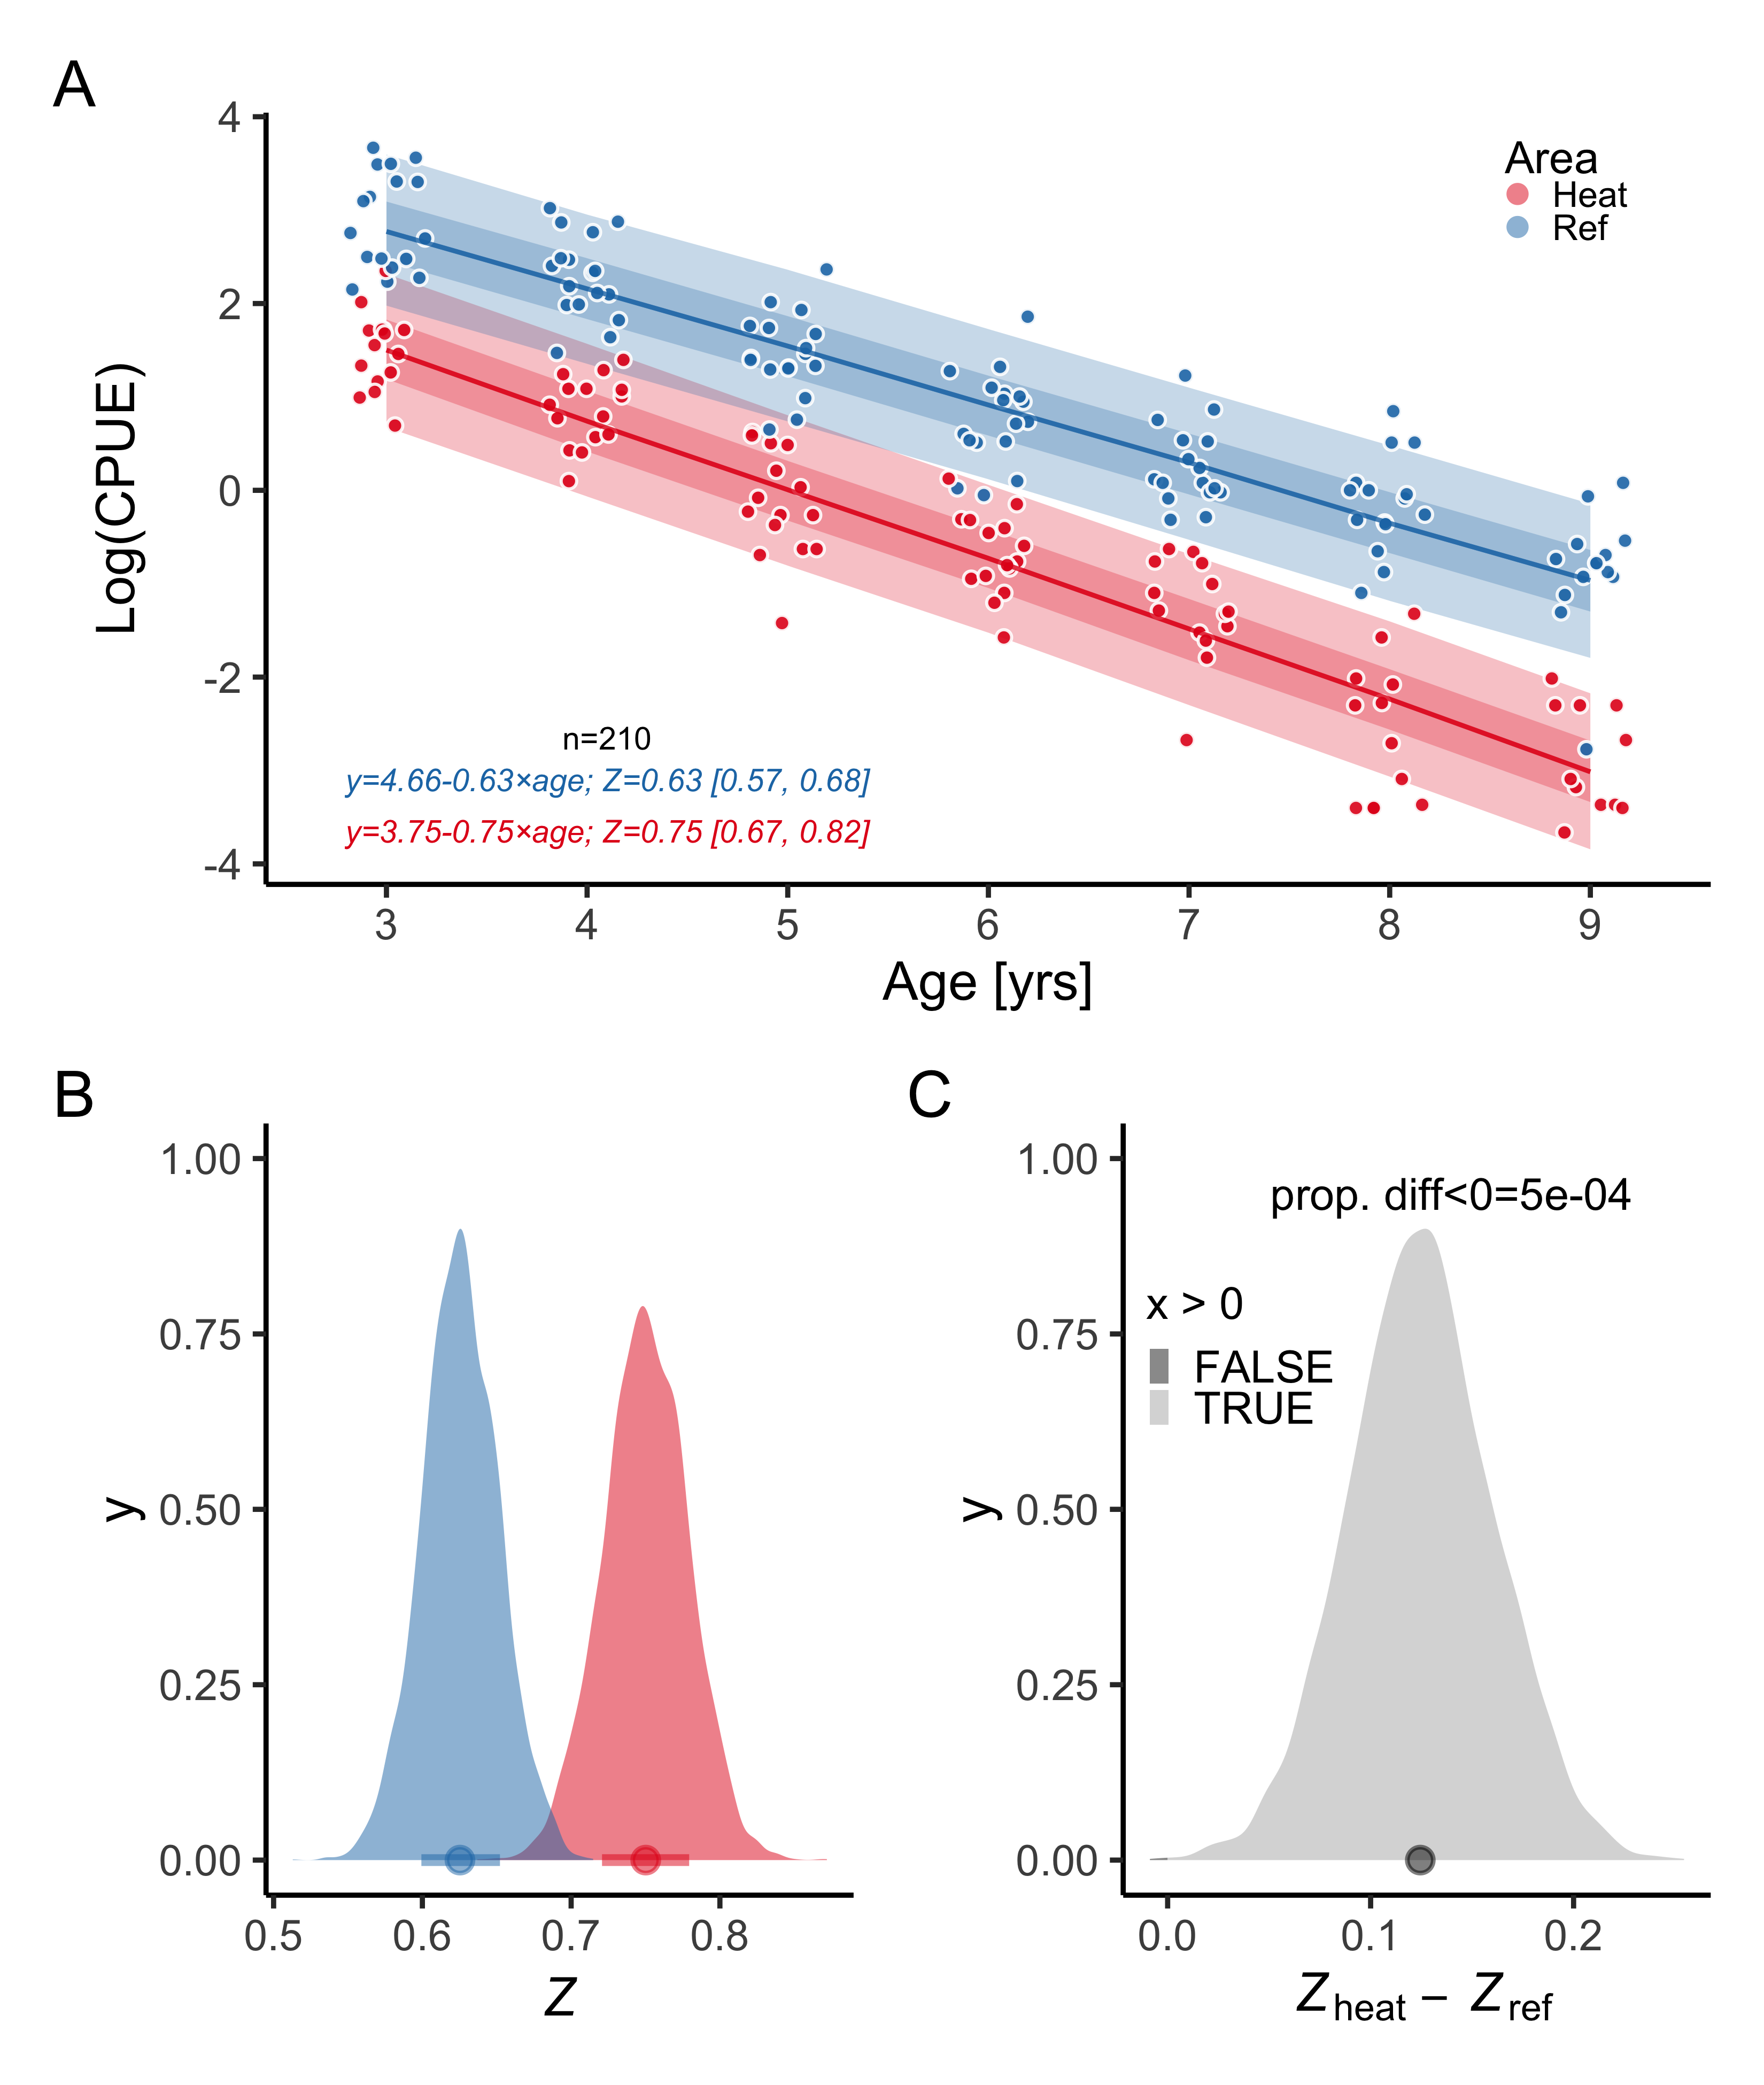 A
4
2
0
-2
-4
Log(CPUE)
Area
Heat
Ref
n=210
y=4.66-0.63×age; Z=0.63 [0.57, 0.68]
y=3.75-0.75×age; Z=0.75 [0.67, 0.82]
3 4 5 6 7 8 9
Age [yrs]
B
1.00
0.75
0.50
0.25
0.00
y
0.5 0.6 0.7 0.8
Z
C
1.00
0.75
0.50
0.25
0.00
y
prop. diff<0=5e-04
x > 0
FALSE
TRUE
0.0 0.1 0.2
Zheat − Zref